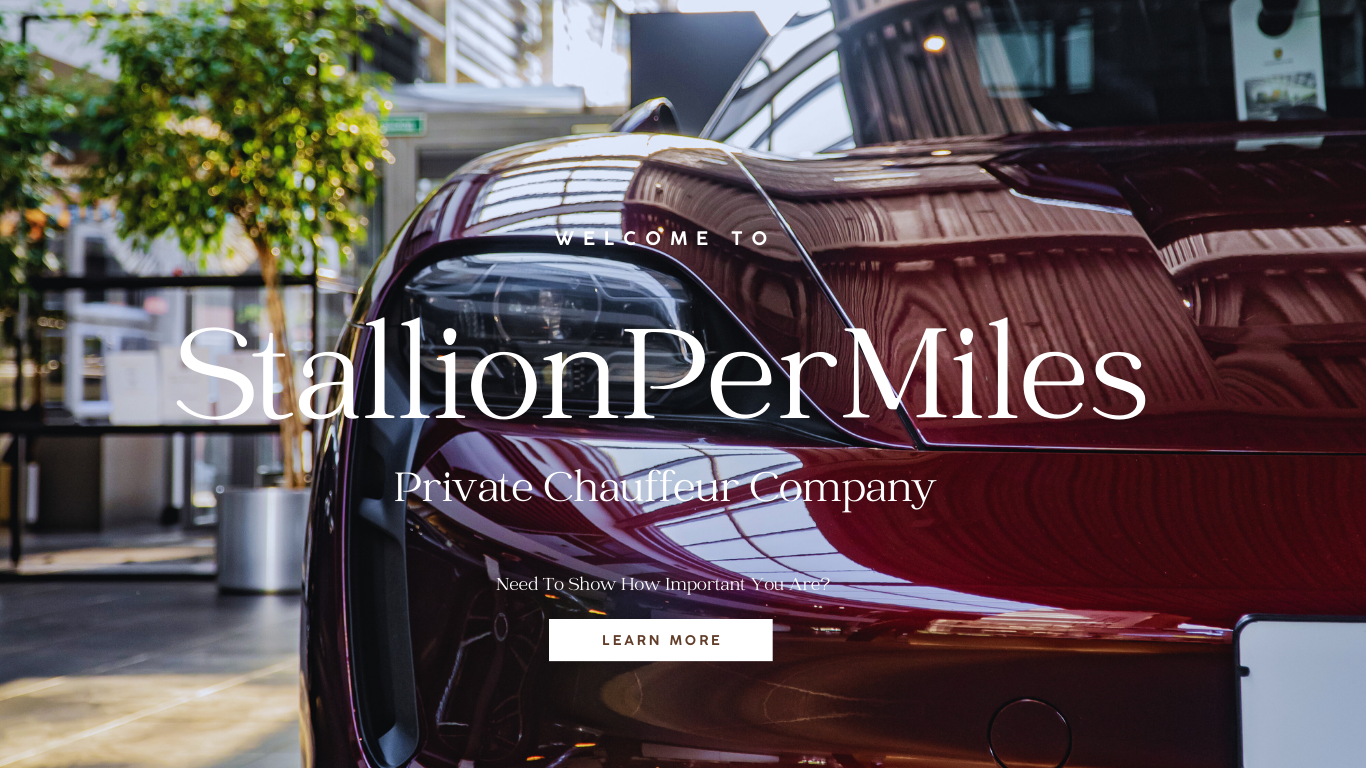 WELCOME TO
StallionPerMiles
Private Chauffeur Company
Need To Show How Important You Are?
LEARN MORE